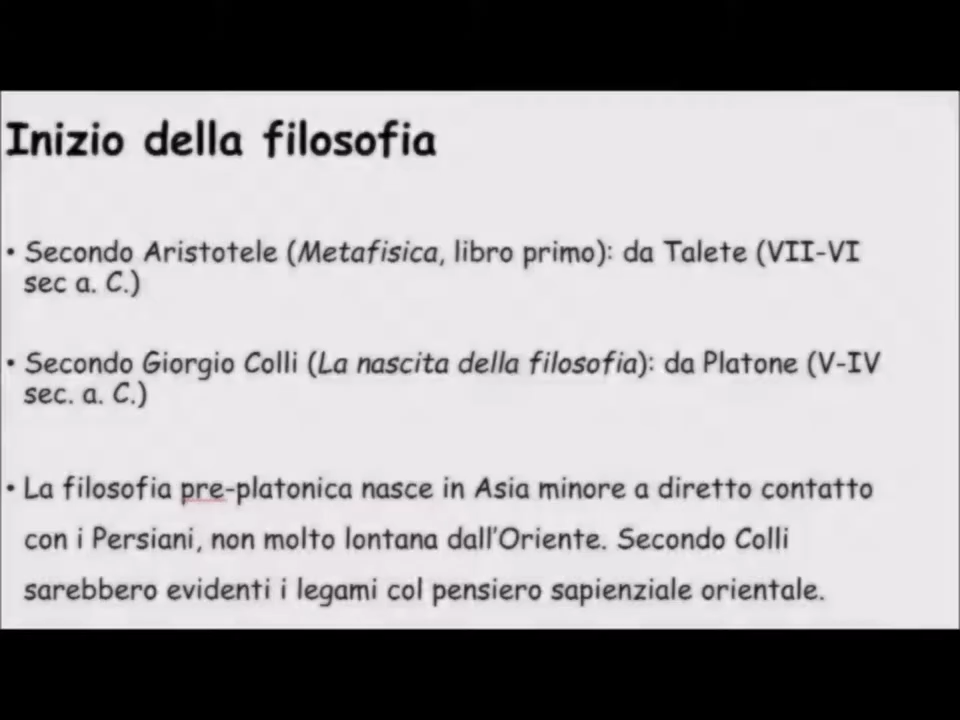 Inizio della filosofia
• Secondo Aristotele (Metafisica, libro primo): da Talete (VII-VI
sec a. C.)
• Secondo Giorgio Colli (La nascita della filosofia): da Platone (V-IV
sec. a. C.)
• La filosofia pre-platonica nasce in Asia minore a diretto contatto
con i Persiani, non molto lontana dall'Oriente. Secondo Colli
sarebbero evidenti i legami col pensiero sapienziale orientale.